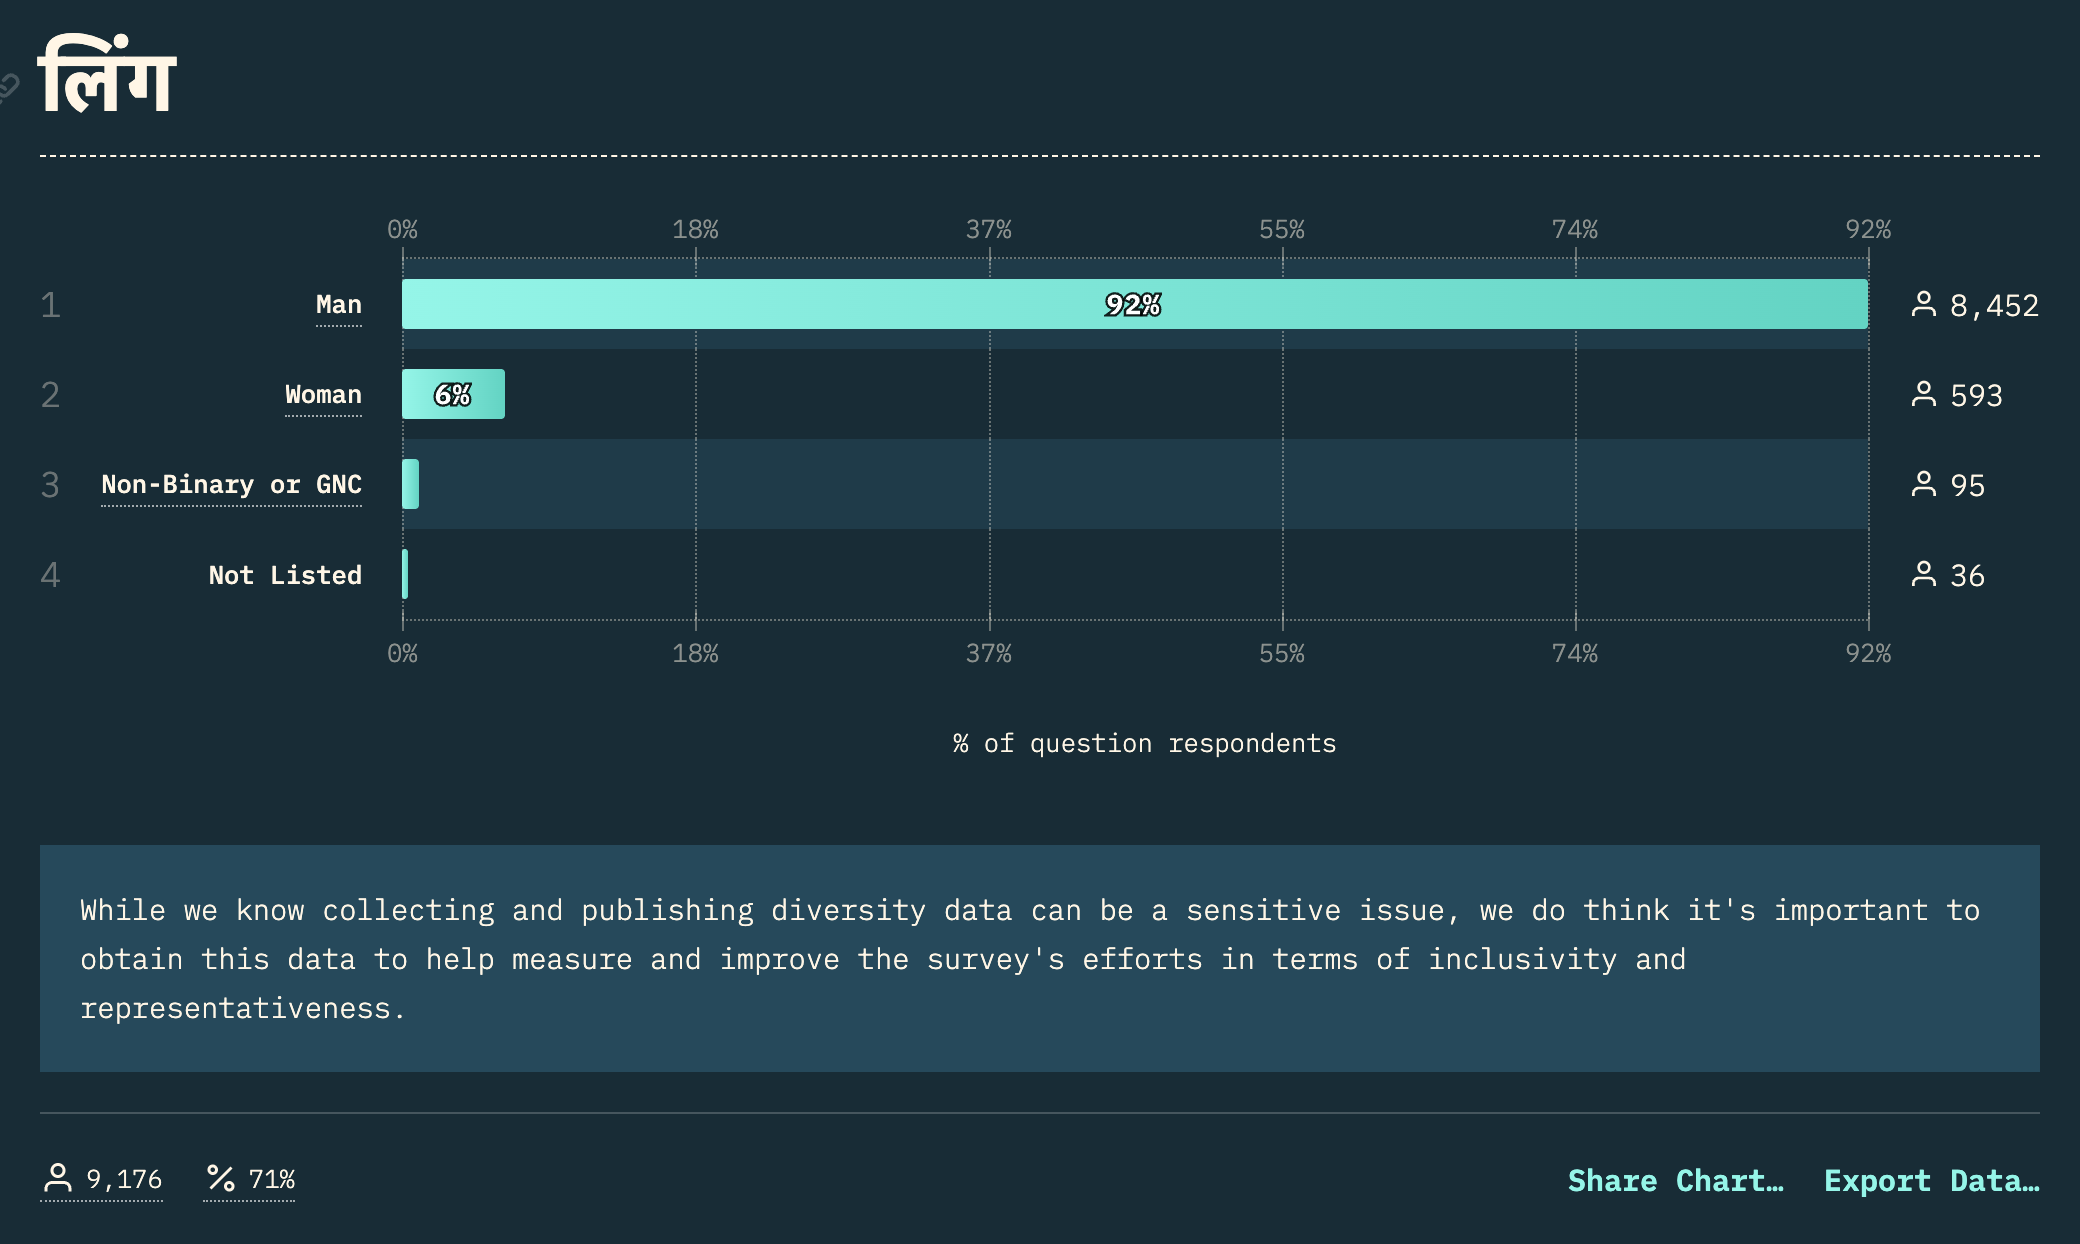 लिंग
0% 18% 37% 55% 74% 92%
1 Man 92% 8,452
2 Woman 6% 593
3 Non-Binary or GNC 95
4 Not Listed 36
0% 18% 37% 55% 74% 92%
% of question respondents
While we know collecting and publishing diversity data can be a sensitive issue, we do think it's important to
obtain this data to help measure and improve the survey's efforts in terms of inclusivity and
representativeness.
9,176 71% Share Chart… Export Data…